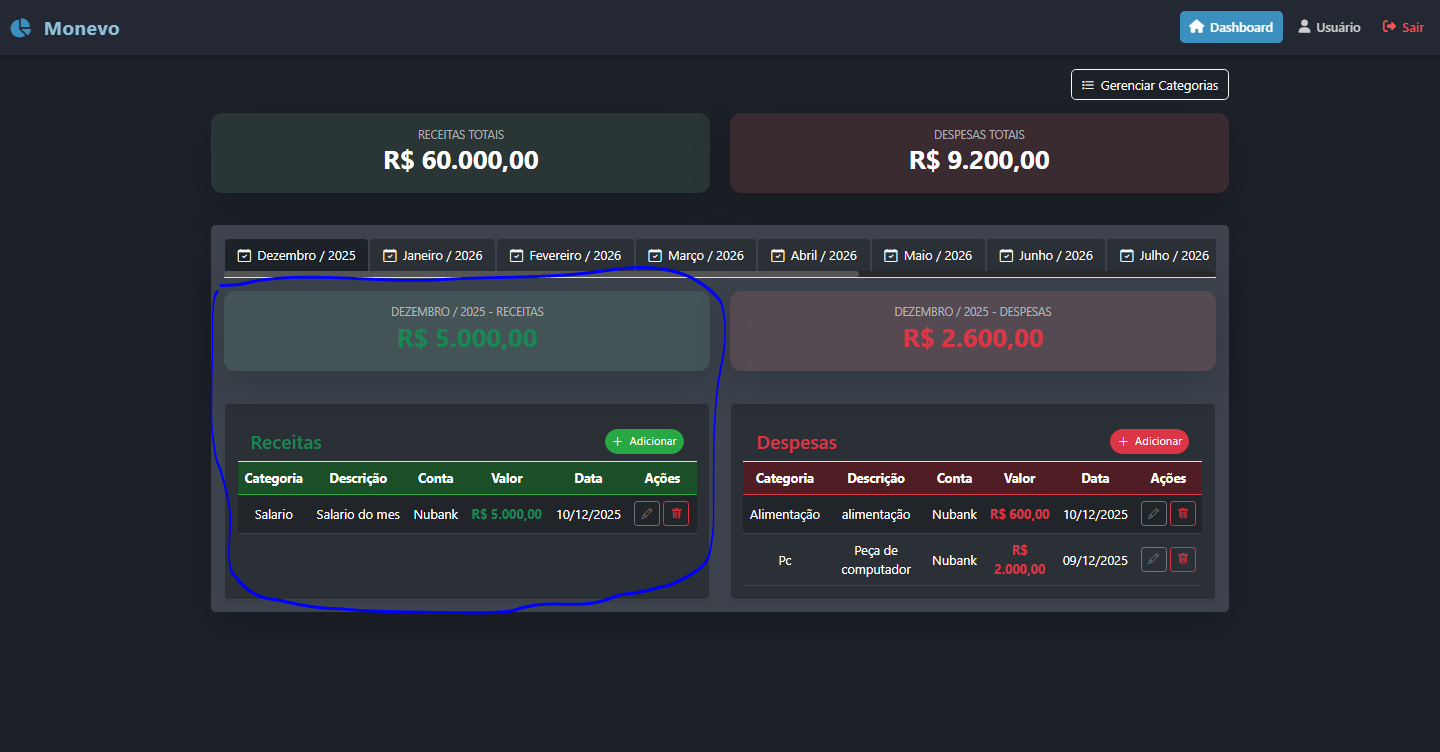 Monevo
Dashboard
Usuário
Sair
Gerenciar Categorias
RECEITAS TOTAIS
R$ 60.000,00
DESPESAS TOTAIS
R$ 9.200,00
Dezembro / 2025
Janeiro / 2026
Fevereiro / 2026
Março / 2026
Abril / 2026
Maio / 2026
Junho / 2026
Julho / 2026
DEZEMBRO / 2025 - RECEITAS
R$ 5.000,00
DEZEMBRO / 2025 - DESPESAS
R$ 2.600,00
Receitas
+ Adicionar
Categoria Descrição Conta Valor Data Ações
Salario Salario do mes Nubank R$ 5.000,00 10/12/2025
Despesas
+ Adicionar
Categoria Descrição Conta Valor Data Ações
Alimentação alimentação Nubank R$ 600,00 10/12/2025
Pc
Peça de
computador
Nubank
R$
2.000,00
09/12/2025